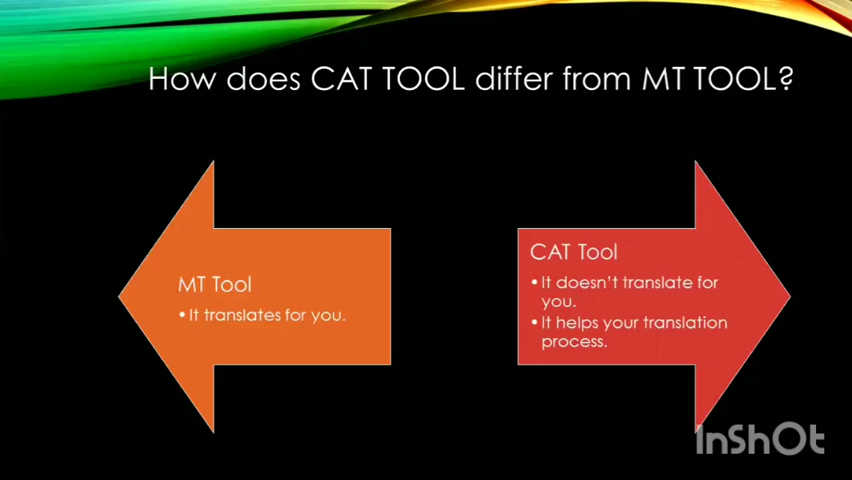 How does CAT TOOL differ from MT TOOL?
MT Tool
•It translates for you.
CAT Tool
•It doesn't translate for
you.
•It helps your translation
process.
InShOt